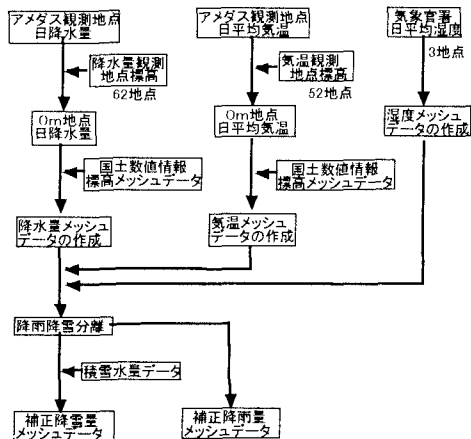 アメダス観測地点
日降水量
アメダス観測地点
日平均気温
気象官署
日平均湿度
降水量観測
地点標高
62地点
気温観測
地点標高
52地点
3地点
0m地点
日降水量
0m地点
日平均気温
湿度メッシュ
データの作成
国土数値情報
標高メッシュデータ
国土数値情報
標高メッシュデータ
降水量メッシュ
データの作成
気温メッシュ
データの作成
降雨降雪分離
積雪水量データ
補正降雪量
メッシュデータ
補正降雨量
メッシュデータ